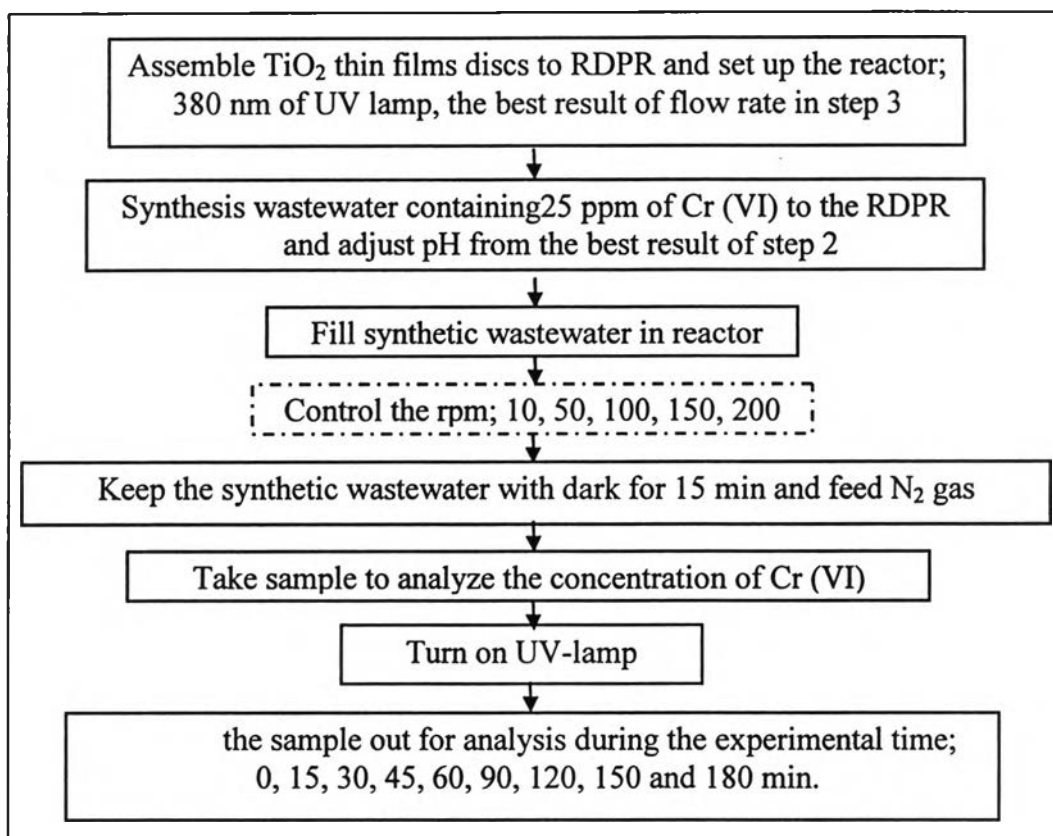 Assemble TiO2 thin films discs to RDPR and set up the reactor;
380 nm of UV lamp, the best result of flow rate in step 3
Synthesis wastewater containing25 ppm of Cr (VI) to the RDPR
and adjust pH from the best result of step 2
Fill synthetic wastewater in reactor
Control the rpm; 10, 50, 100, 150, 200
Keep the synthetic wastewater with dark for 15 min and feed N2 gas
Take sample to analyze the concentration of Cr (VI)
Turn on UV-lamp
the sample out for analysis during the experimental time;
0, 15, 30, 45, 60, 90, 120, 150 and 180 min.